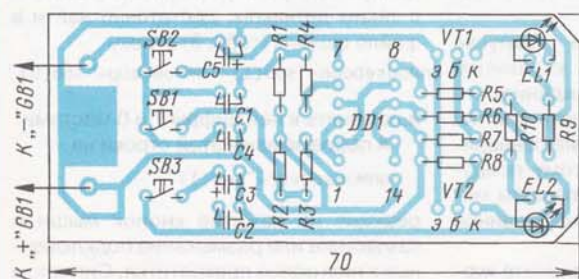 К „-"GB1
К „+"GB1
SB2
SB1
SB3
C5
C1
C4
C3
C2
R1
R4
R2
R3
7
8
DD1
1
14
VT1
э б к
R5
R6
R7
R8
VT2
э б к
EL1
R10
R9
EL2
70